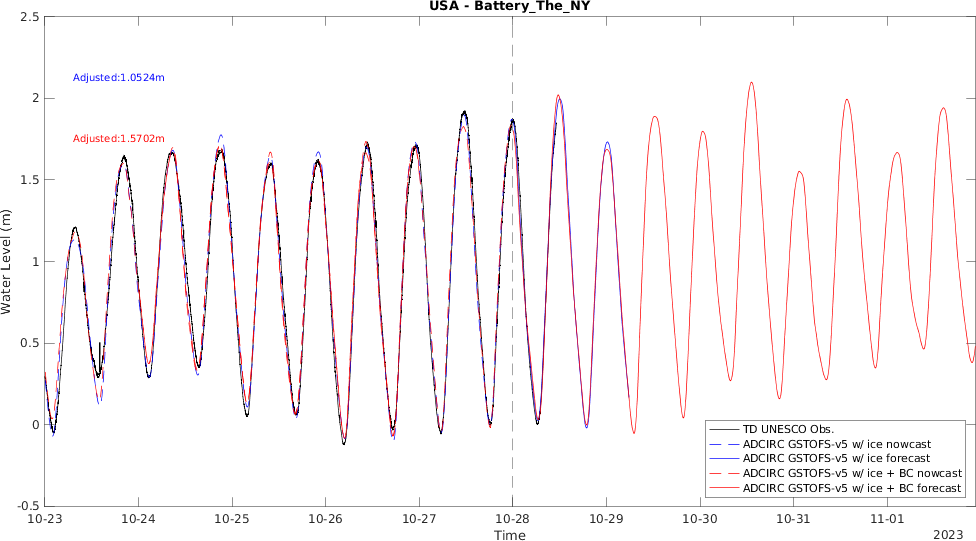 USA - Battery_The_NY
2.5
2
1.5
1
0.5
0
-0.5
Water Level (m)
Adjusted:1.0524m
Adjusted:1.5702m
TD UNESCO Obs.
ADCIRC GSTOFS-v5 w/ ice nowcast
ADCIRC GSTOFS-v5 w/ ice forecast
ADCIRC GSTOFS-v5 w/ ice + BC nowcast
ADCIRC GSTOFS-v5 w/ ice + BC forecast
10-23 10-24 10-25 10-26 10-27 10-28 10-29 10-30 10-31 11-01
Time
2023